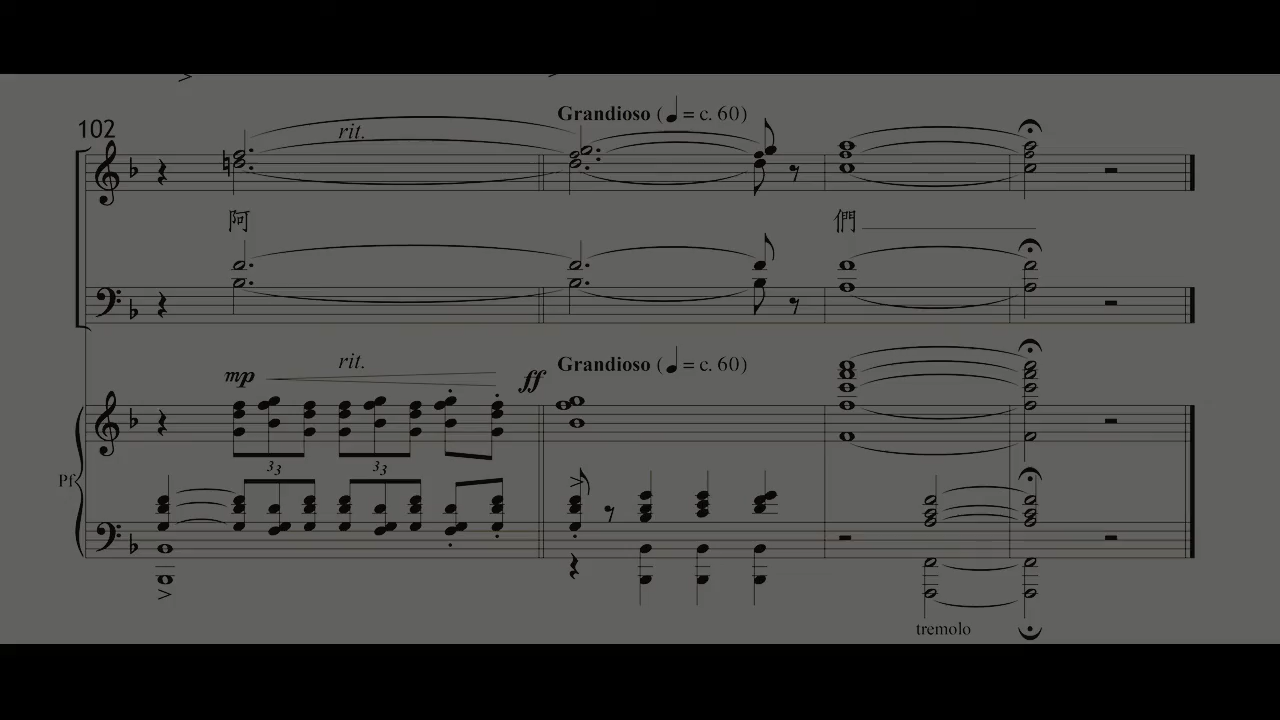 102
rit.
Grandioso (♩= c. 60)
阿 們
rit.
Grandioso (♩= c. 60)
mp ff
3 3
3 3
Pf
tremolo